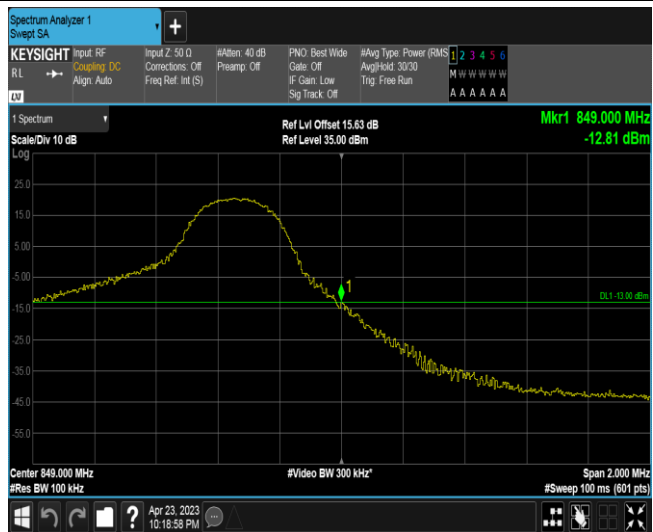 Spectrum Analyzer 1
Swept SA
+
KEYSIGHT
RL
Input: RF
Coupling: DC
Align: Auto
Input Z: 50 Ω
Corrections: Off
Freq Ref: Int (S)
#Atten: 40 dB
Preamp: Off
PNO: Best Wide
Gate: Off
IF Gain: Low
Sig Track: Off
#Avg Type: Power (RMS
Avg|Hold: 30/30
Trig: Free Run
1 2 3 4 5 6
M W W W W W
A A A A A A
LXI
1 Spectrum
Scale/Div 10 dB
Log
Ref Lvl Offset 15.63 dB
Ref Level 35.00 dBm
Mkr1 849.000 MHz
-12.81 dBm
25.0
15.0
5.00
-5.00
1
DL1 -13.00 dBm
-15.0
-25.0
-35.0
-45.0
-55.0
Center 849.000 MHz
#Res BW 100 kHz
#Video BW 300 kHz*
Span 2.000 MHz
#Sweep 100 ms (601 pts)
?
Apr 23, 2023
10:18:58 PM